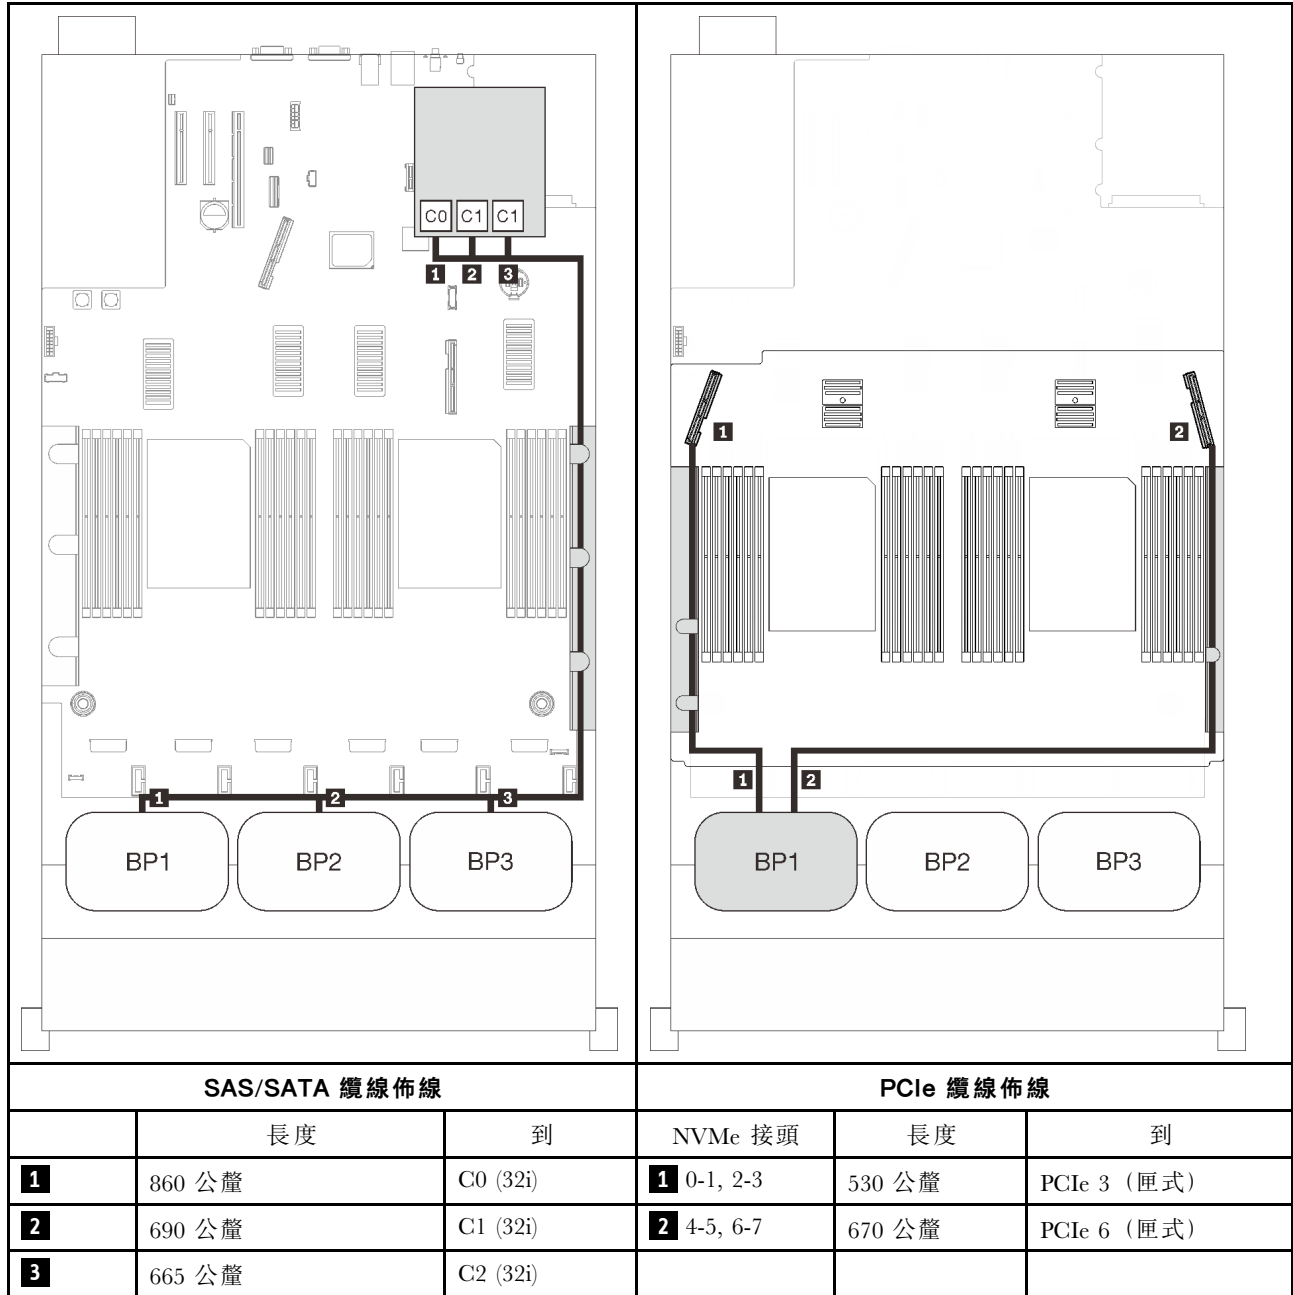 C0 C1 C1
1 2 3
1 2 3
BP1 BP2 BP3
1 2
1 2
BP1 BP2 BP3
SAS/SATA 纜線佈線 PCIe 纜線佈線
長度 到 NVMe 接頭 長度 到
1 860 公釐 C0 (32i) 1 0-1, 2-3 530 公釐 PCIe 3（匣式）
2 690 公釐 C1 (32i) 2 4-5, 6-7 670 公釐 PCIe 6（匣式）
3 665 公釐 C2 (32i)